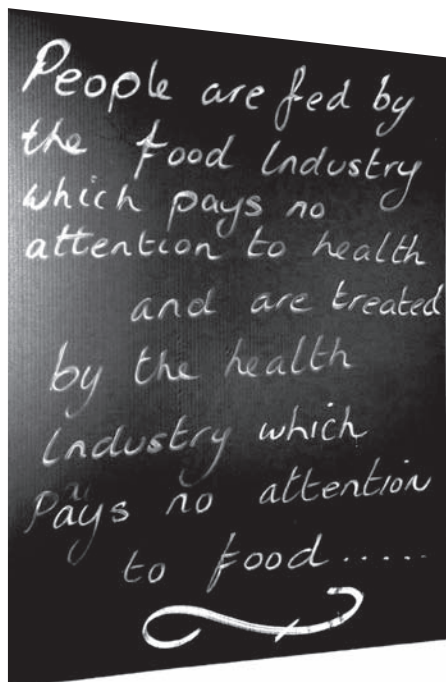 People are fed by
the food Industry
which pays no
attention to health
and are treated
by the health
Industry which
Pays no attention
to food.....